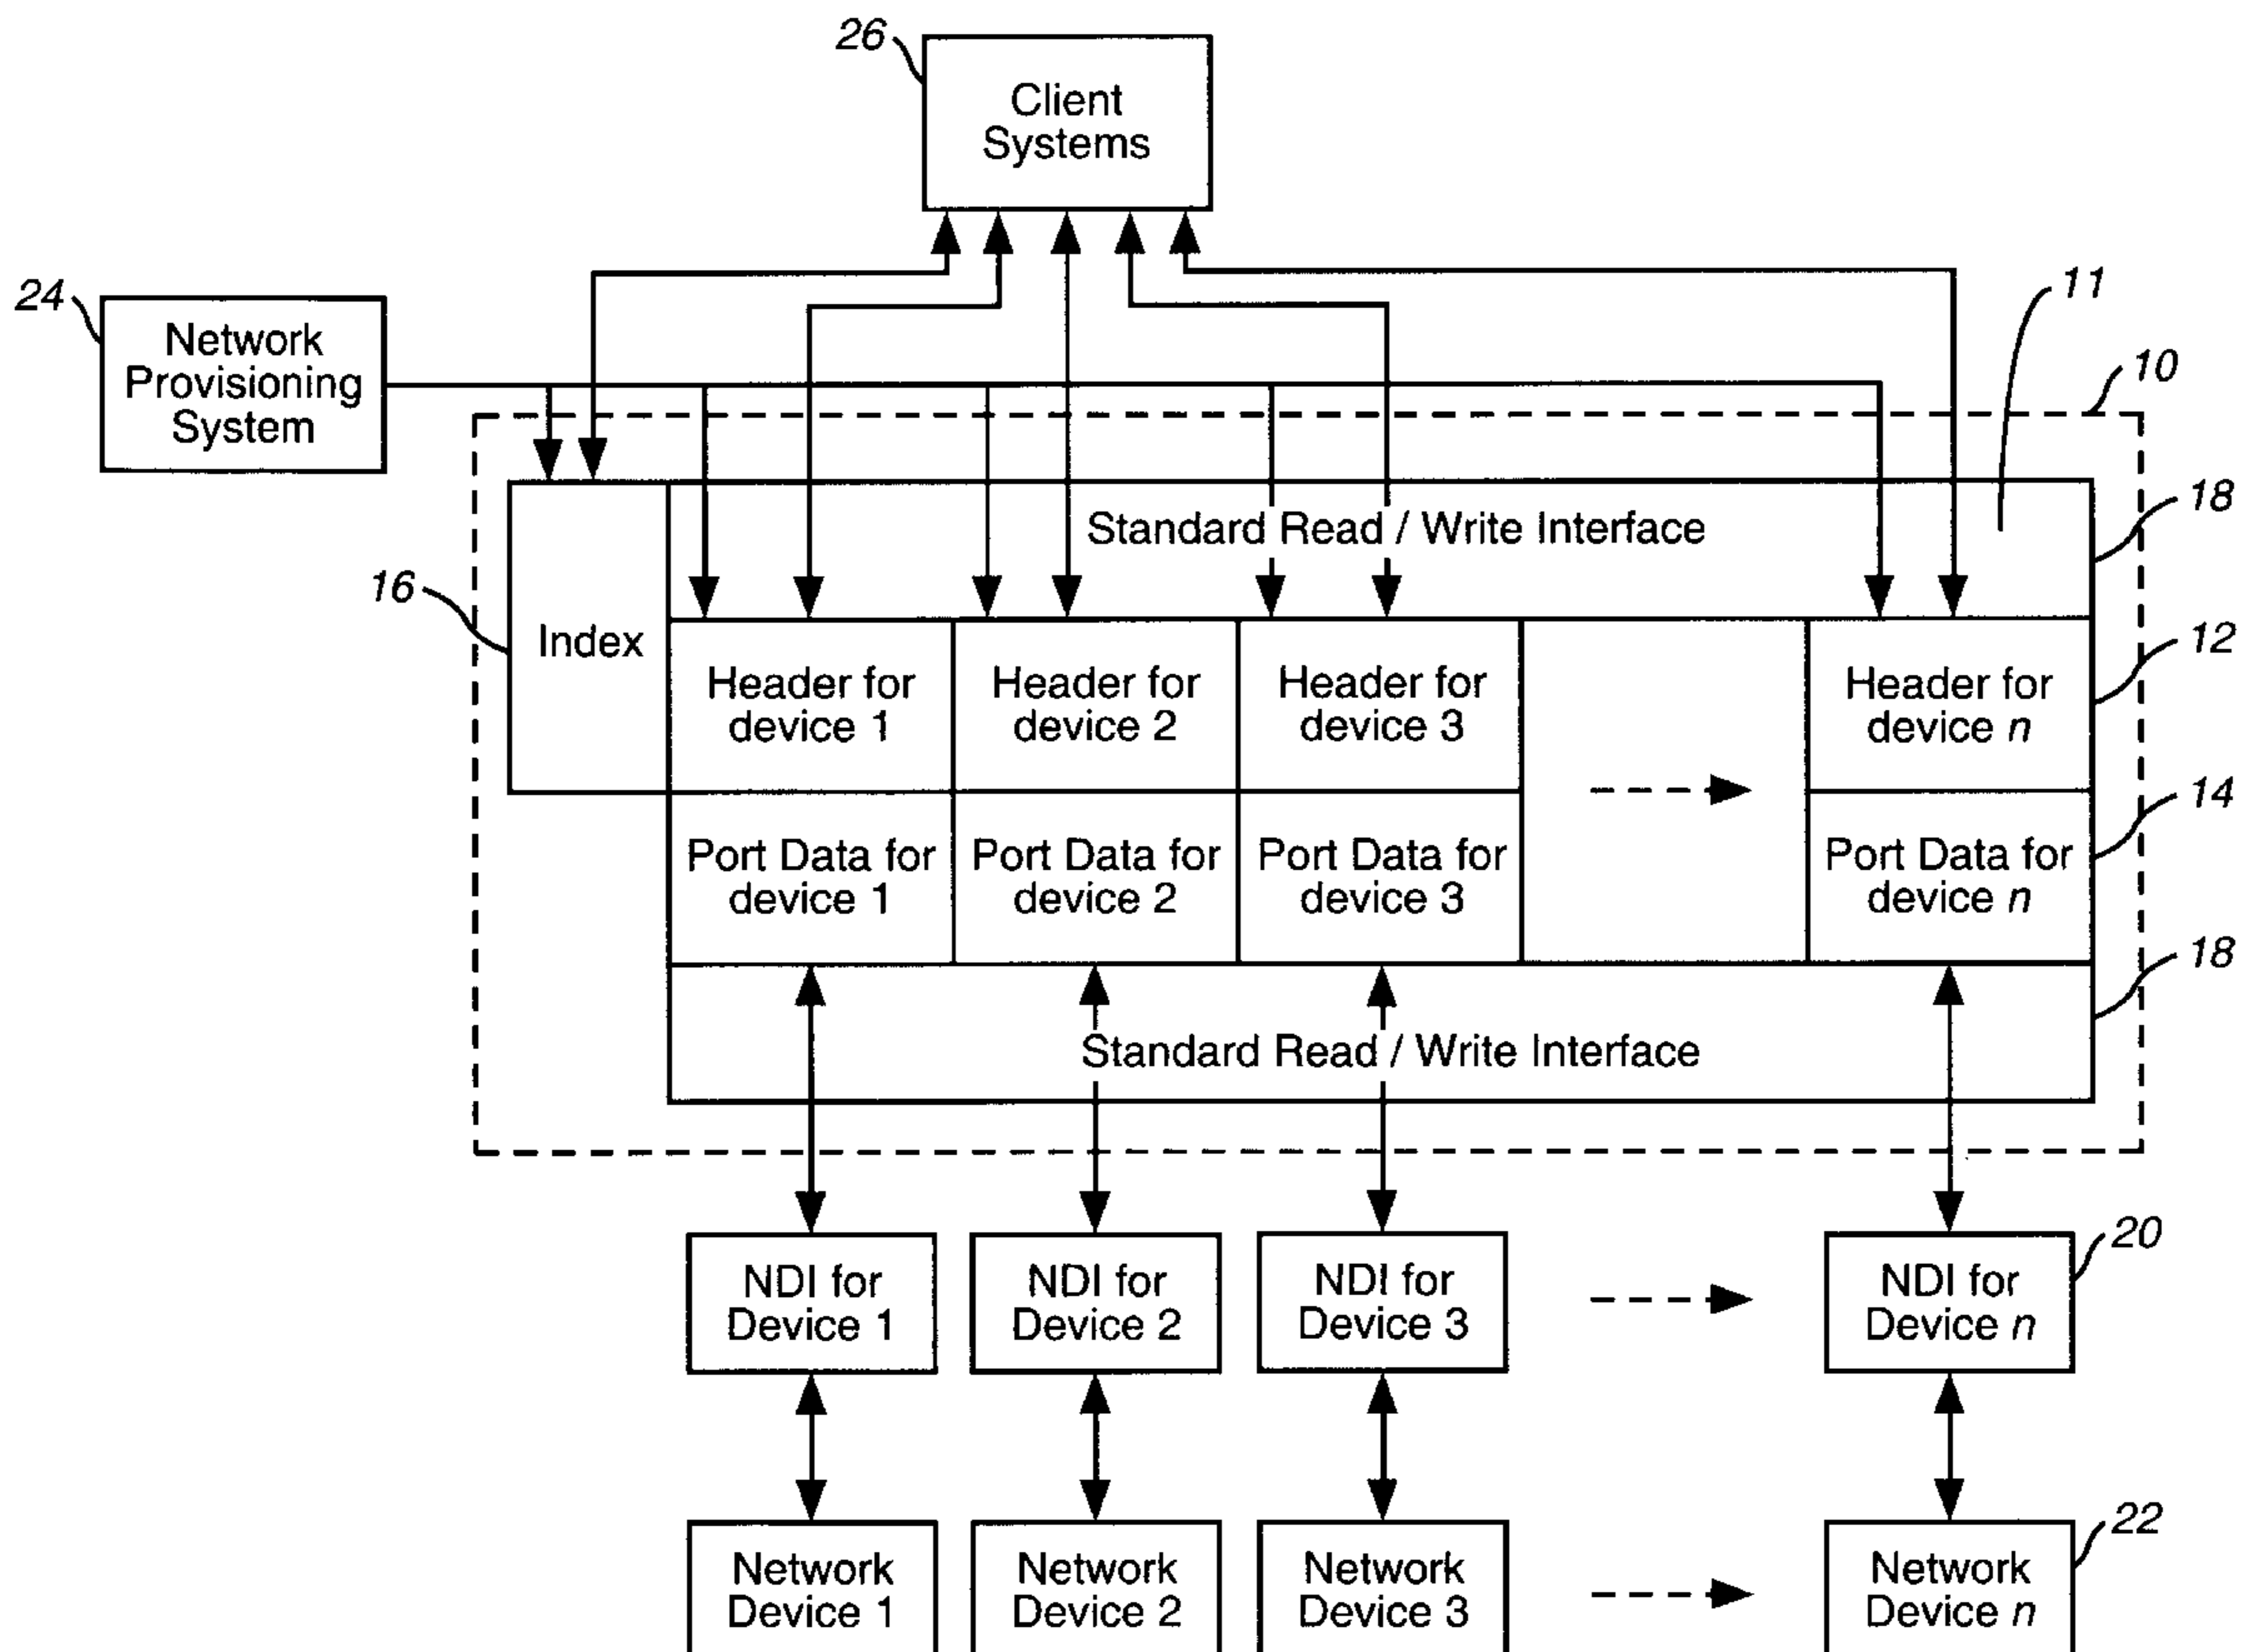 26
Client
Systems
24
Network
Provisioning
System
11
10
18
Standard Read / Write Interface
16
Index
12
Header for
device 1
Header for
device 2
Header for
device 3
Header for
device n
14
Port Data for
device 1
Port Data for
device 2
Port Data for
device 3
Port Data for
device n
18
Standard Read / Write Interface
20
NDI for
Device 1
NDI for
Device 2
NDI for
Device 3
NDI for
Device n
22
Network
Device 1
Network
Device 2
Network
Device 3
Network
Device n